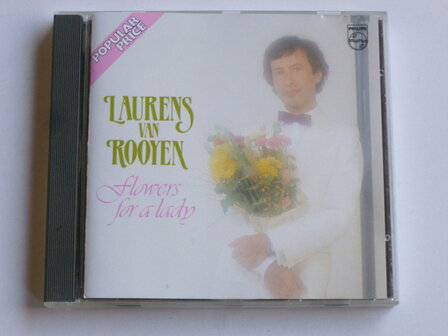 POPULAR
PRICE
PHILIPS
LAURENS
VAN
ROOYEN
Flowers
for a lady